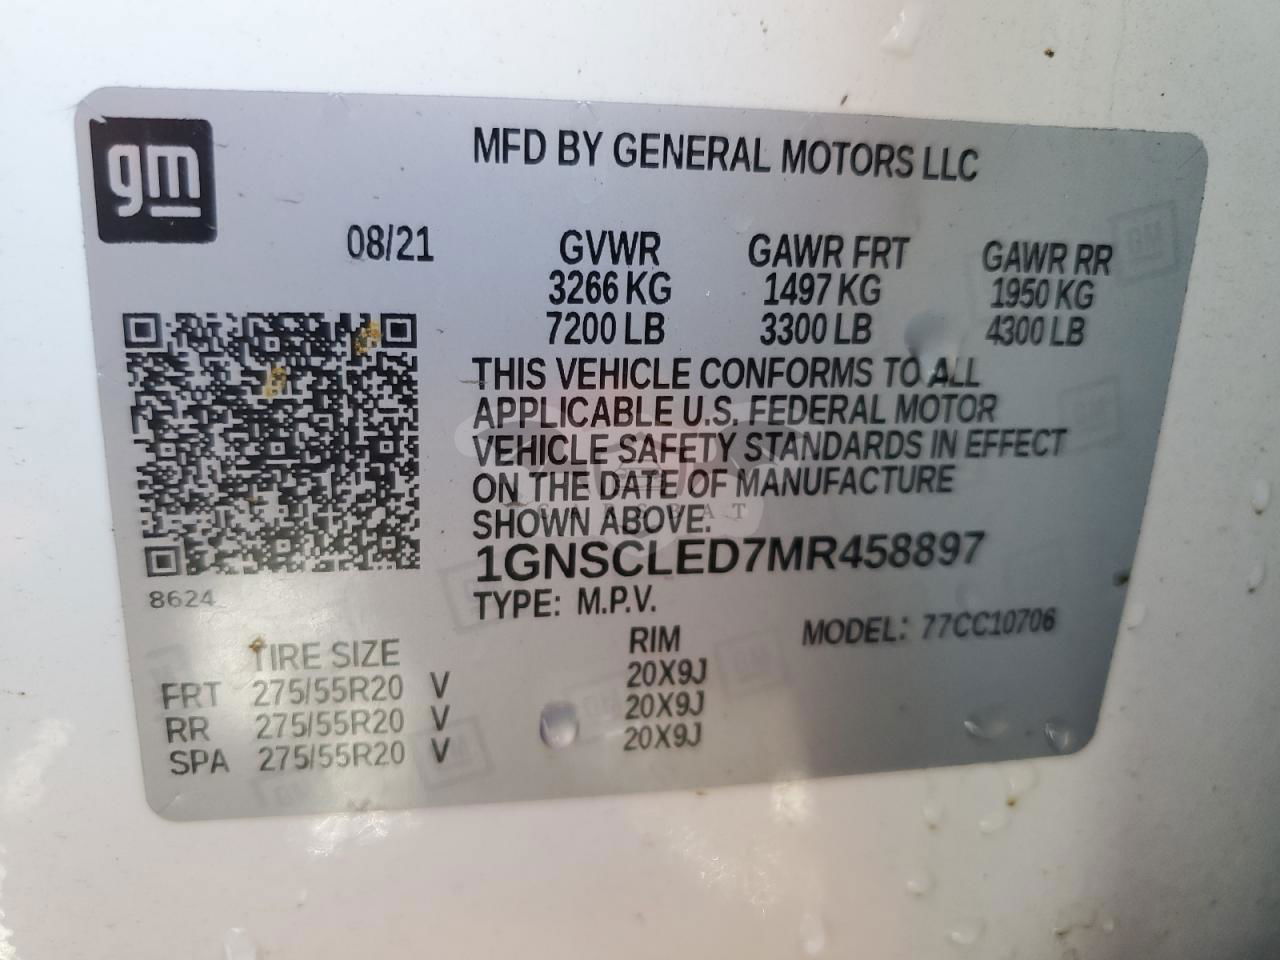 gm
MFD BY GENERAL MOTORS LLC
08/21 GVWR GAWR FRT GAWR RR
3266 KG 1497 KG 1950 KG
7200 LB 3300 LB 4300 LB
THIS VEHICLE CONFORMS TO ALL
APPLICABLE U.S. FEDERAL MOTOR
VEHICLE SAFETY STANDARDS IN EFFECT
ON THE DATE OF MANUFACTURE
SHOWN ABOVE.
CARSBAT
1GNSCLED7MR458897
8624
TYPE: M.P.V. MODEL: 77CC10706
TIRE SIZE RIM
FRT 275/55R20 V 20X9J
RR 275/55R20 V 20X9J
SPA 275/55R20 V 20X9J